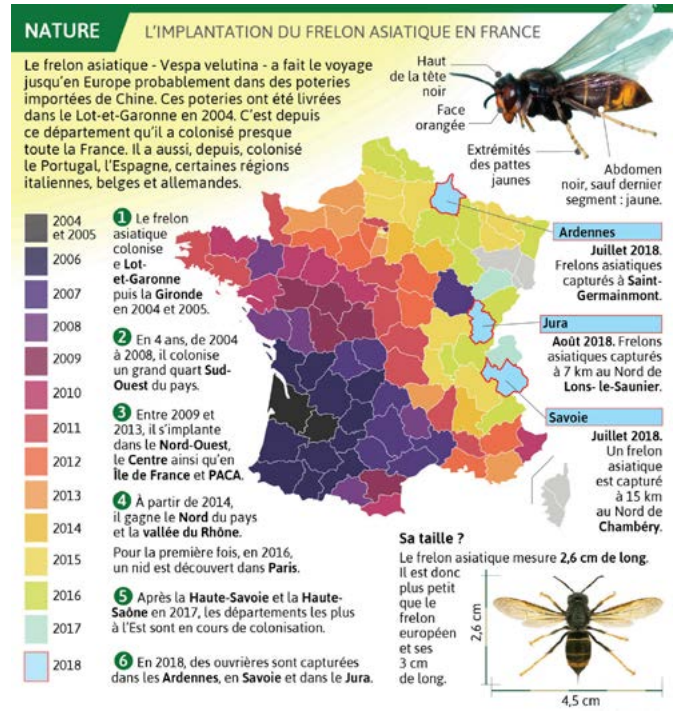 NATURE
L'IMPLANTATION DU FRELON ASIATIQUE EN FRANCE
Le frelon asiatique - Vespa velutina - a fait le voyage
jusqu'en Europe probablement dans des poteries
importées de Chine. Ces poteries ont été livrées
dans le Lot-et-Garonne en 2004. C'est depuis
ce département qu'il a colonisé presque
toute la France. Il a aussi, depuis, colonisé
le Portugal, l'Espagne, certaines régions
italiennes, belges et allemandes.
Haut
de la tête
noir
Face
orangée
Extrémités
des pattes
jaunes
Abdomen
noir, sauf dernier
segment : jaune.
2004
et 2005
2006
2007
2008
2009
2010
2011
2012
2013
2014
2015
2016
2017
2018
1 Le frelon
asiatique
colonise
e Lot-
et-Garonne
puis la Gironde
en 2004 et 2005.
2 En 4 ans, de 2004
à 2008, il colonise
un grand quart Sud-
Ouest du pays.
3 Entre 2009 et
2013, il s'implante
dans le Nord-Ouest,
le Centre ainsi qu'en
Île de France et PACA.
4 À partir de 2014,
il gagne le Nord du pays
et la vallée du Rhône.
Pour la première fois, en 2016,
un nid est découvert dans Paris.
5 Après la Haute-Savoie et la Haute-
Saône en 2017, les départements les plus
à l'Est sont en cours de colonisation.
6 En 2018, des ouvrières sont capturées
dans les Ardennes, en Savoie et dans le Jura.
Ardennes
Juillet 2018.
Frelons asiatiques
capturés à Saint-
Germainmont.
Jura
Août 2018. Frelons
asiatiques capturés
à 7 km au Nord de
Lons- le-Saunier.
Savoie
Juillet 2018.
Un frelon
asiatique
est capturé
à 15 km
au Nord de
Chambéry.
Sa taille ?
Le frelon asiatique mesure 2,6 cm de long.
Il est donc
plus petit
que le
frelon
européen
et ses
3 cm
de long.
2,6 cm
4,5 cm